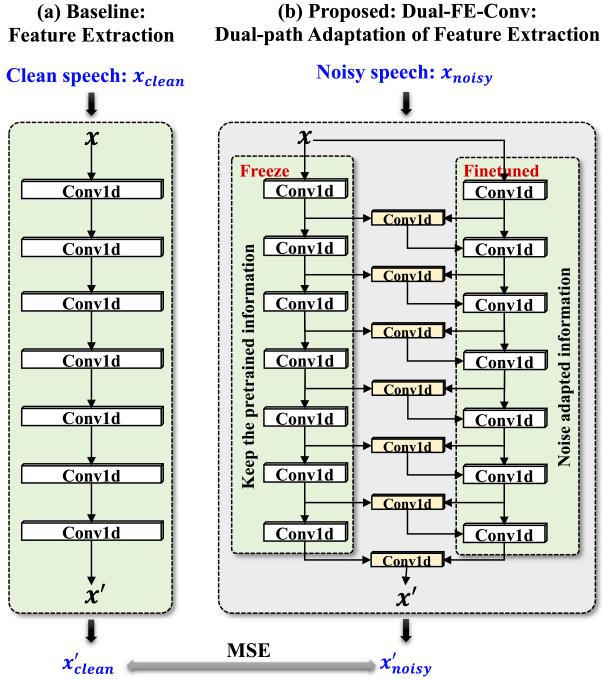 (a) Baseline:
Feature Extraction
Clean speech: x_clean
x
Conv1d
Conv1d
Conv1d
Conv1d
Conv1d
Conv1d
Conv1d
x′
x′_clean
(b) Proposed: Dual-FE-Conv:
Dual-path Adaptation of Feature Extraction
Noisy speech: x_noisy
x
Freeze
Finetuned
Conv1d
Conv1d
Conv1d
Conv1d
Conv1d
Conv1d
Conv1d
Keep the pretrained information
Conv1d
Conv1d
Conv1d
Conv1d
Conv1d
Conv1d
Conv1d
Conv1d
Conv1d
Conv1d
Conv1d
Conv1d
Conv1d
Conv1d
Noise adapted information
x′
x′_noisy
MSE